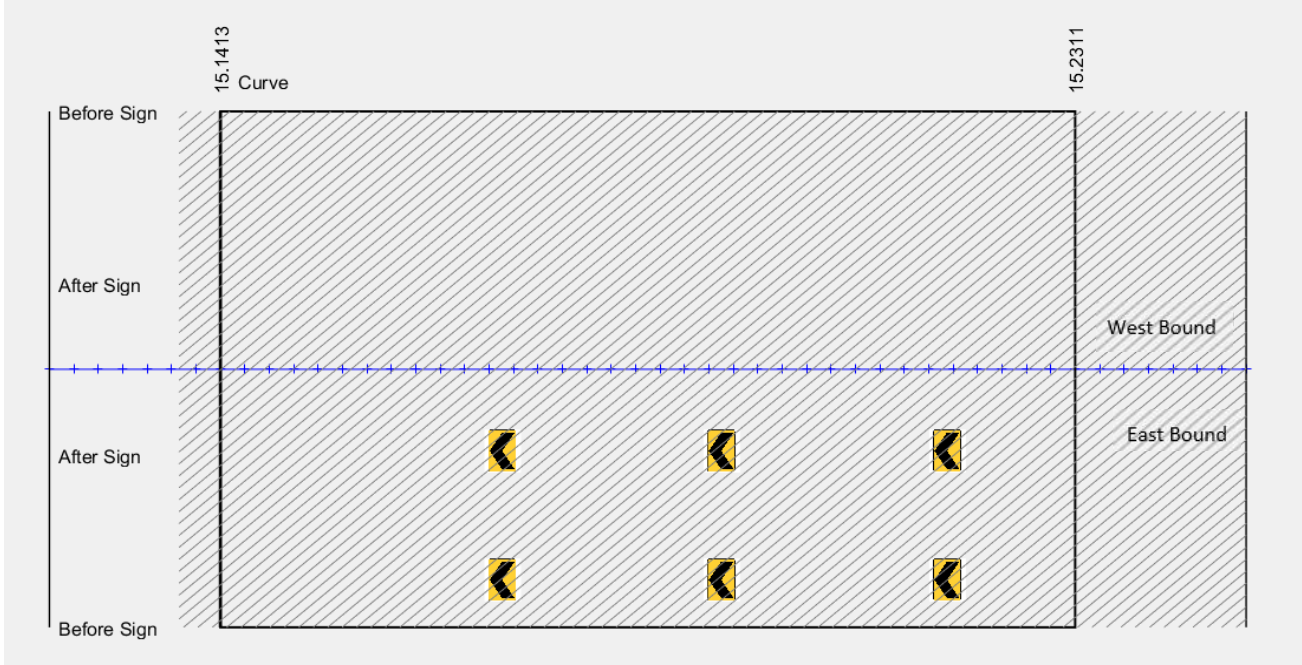 15.1413
15.2311
Curve
Before Sign
After Sign
West Bound
East Bound
After Sign
Before Sign